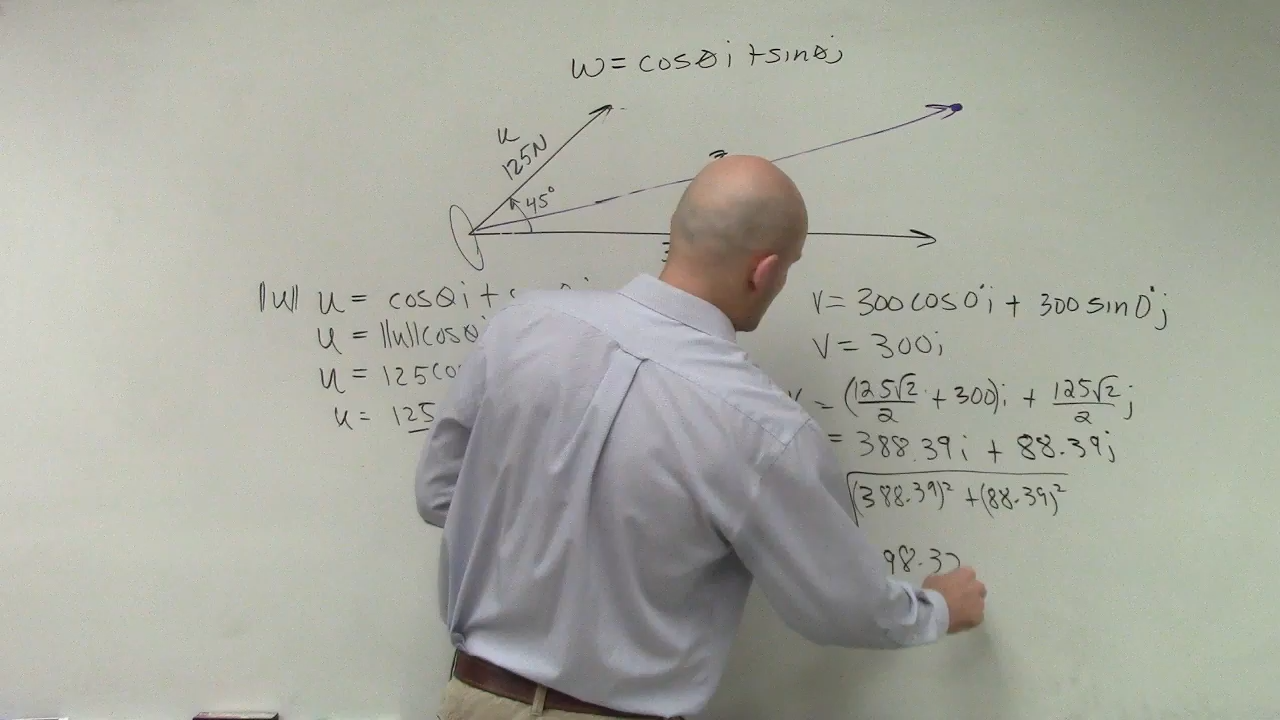 w = cosθi + sinθj
u
125N
45°
||u|| u = cosθi +
u = ||u||cosθ
u = 125co
u = 125
v = 300cos0°i + 300sin0°j
v = 300i
= (125√2/2 + 300)i + 125√2/2 j
= 388.39i + 88.39j
√(388.39)² + (88.39)²
98.3